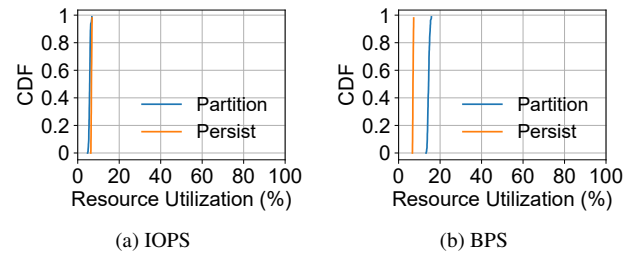 1
0.8
0.6
0.4
0.2
0
CDF
Partition
Persist
0 20 40 60 80 100
Resource Utilization (%)
(a) IOPS
1
0.8
0.6
0.4
0.2
0
CDF
Partition
Persist
0 20 40 60 80 100
Resource Utilization (%)
(b) BPS